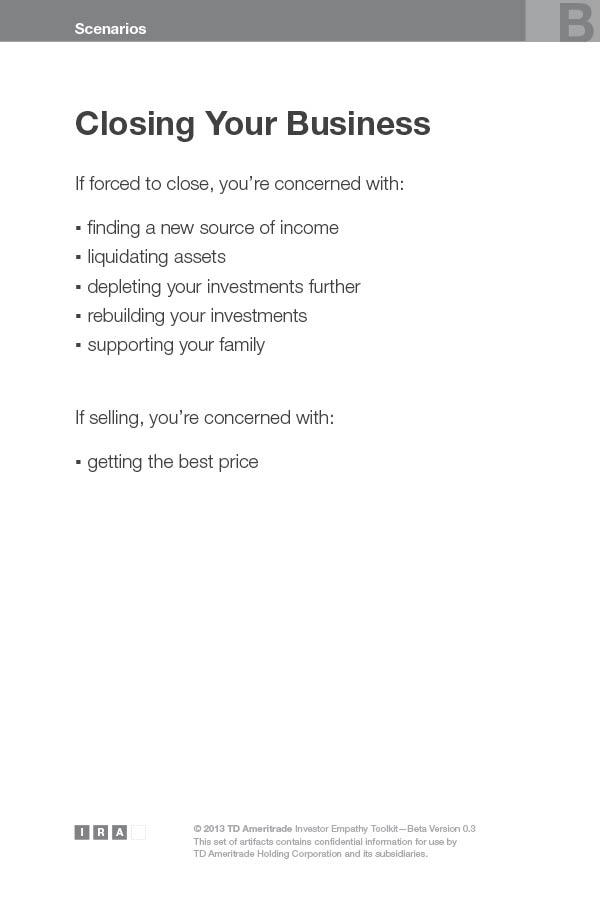 Scenarios
B
Closing Your Business
If forced to close, you’re concerned with:
▪ finding a new source of income
▪ liquidating assets
▪ depleting your investments further
▪ rebuilding your investments
▪ supporting your family
If selling, you’re concerned with:
▪ getting the best price
I R A
© 2013 TD Ameritrade Investor Empathy Toolkit—Beta Version 0.3
This set of artifacts contains confidential information for use by
TD Ameritrade Holding Corporation and its subsidiaries.